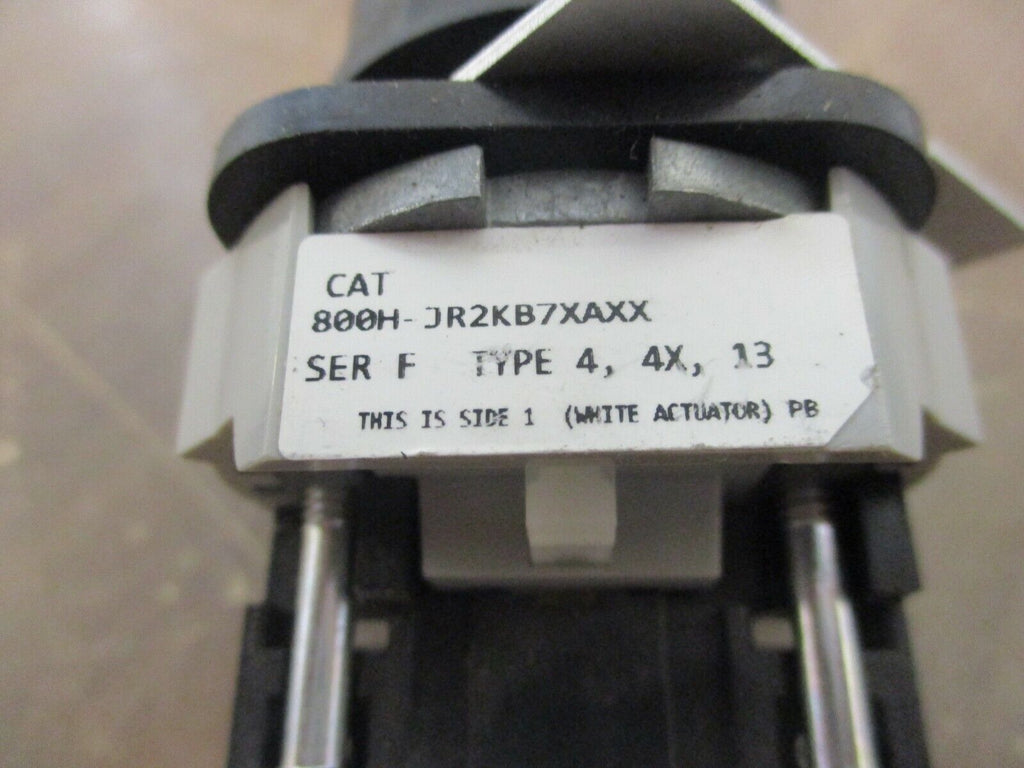 CAT
800H-JR2KB7XAXX
SER F TYPE 4, 4X, 13
THIS IS SIDE 1 (WHITE ACTUATOR) PB